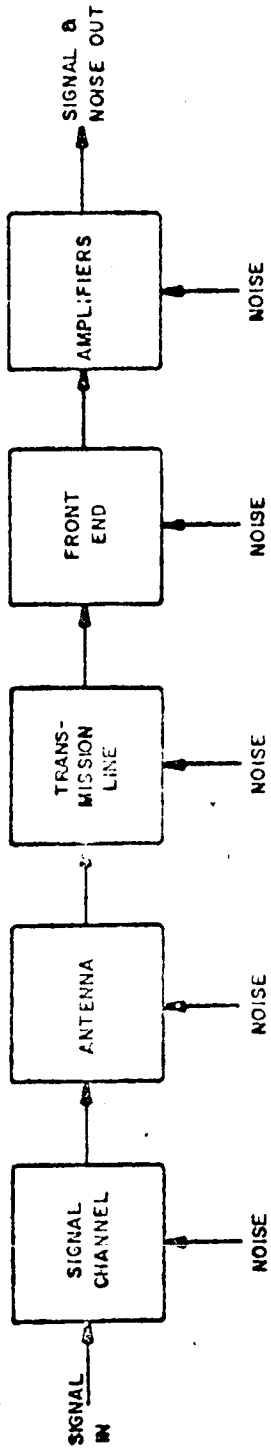 SIGNAL
IN
SIGNAL
CHANNEL
NOISE
ANTENNA
NOISE
TRANS-
MISSION
LINE
NOISE
FRONT
END
NOISE
AMPLIFIERS
NOISE
SIGNAL &
NOISE OUT